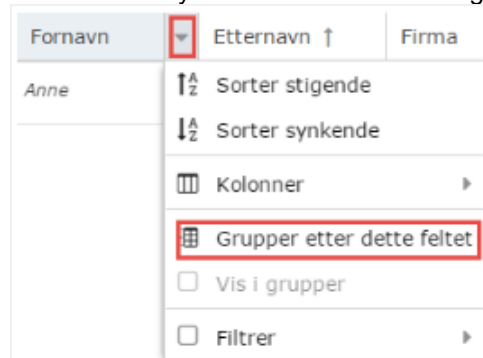 Fornavn Etternavn ↑ Firma
Anne
Sorter stigende
Sorter synkende
Kolonner
Grupper etter dette feltet
Vis i grupper
Filtrer